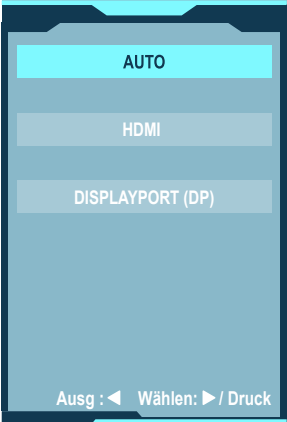 AUTO
HDMI
DISPLAYPORT (DP)
Ausg :◀ Wählen: ▶ / Druck